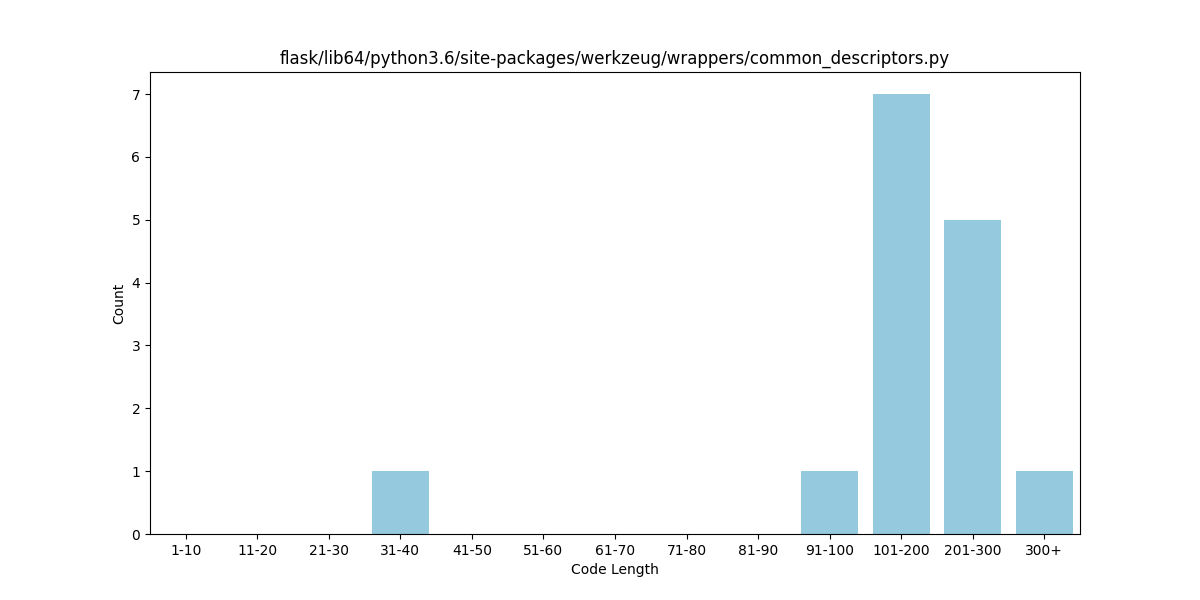 flask/lib64/python3.6/site-packages/werkzeug/wrappers/common_descriptors.py
7
6
5
4
3
2
1
0
Count
1-10 11-20 21-30 31-40 41-50 51-60 61-70 71-80 81-90 91-100 101-200 201-300 300+
Code Length